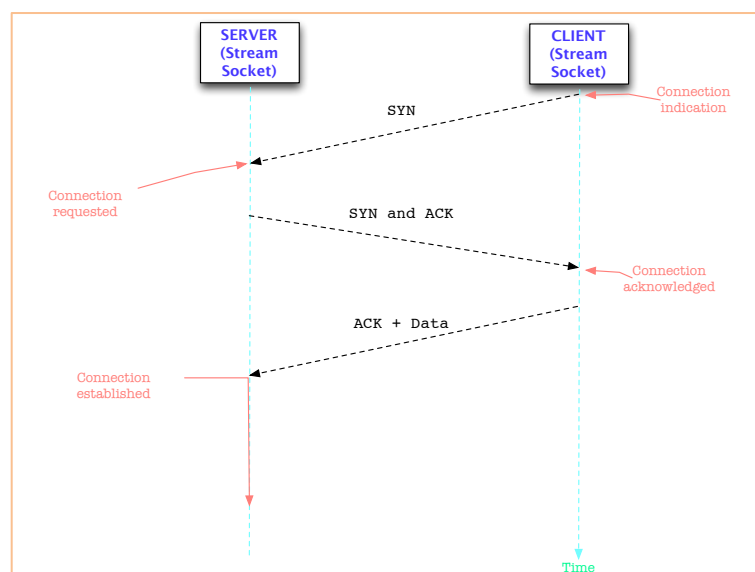 SERVER
(Stream
Socket)
CLIENT
(Stream
Socket)
Connection
indication
SYN
Connection
requested
SYN and ACK
Connection
acknowledged
ACK + Data
Connection
established
Time